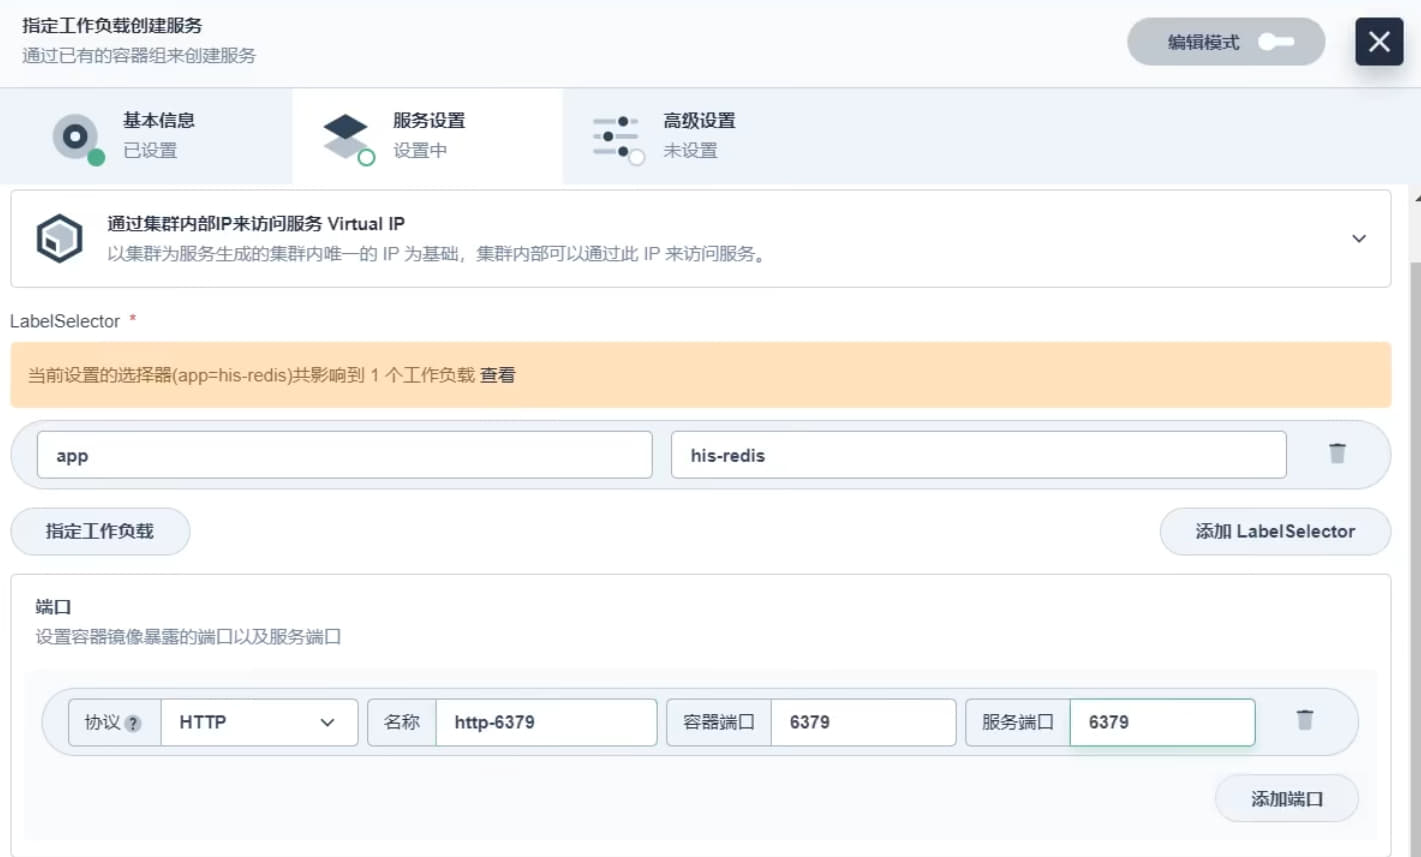 指定工作负载创建服务
通过已有的容器组来创建服务
编辑模式
基本信息
已设置
服务设置
设置中
高级设置
未设置
通过集群内部IP来访问服务 Virtual IP
以集群为服务生成的集群内唯一的 IP 为基础，集群内部可以通过此 IP 来访问服务。
LabelSelector *
当前设置的选择器(app=his-redis)共影响到 1 个工作负载 查看
app his-redis
指定工作负载 添加 LabelSelector
端口
设置容器镜像暴露的端口以及服务端口
协议 ? HTTP 名称 http-6379 容器端口 6379 服务端口 6379
添加端口